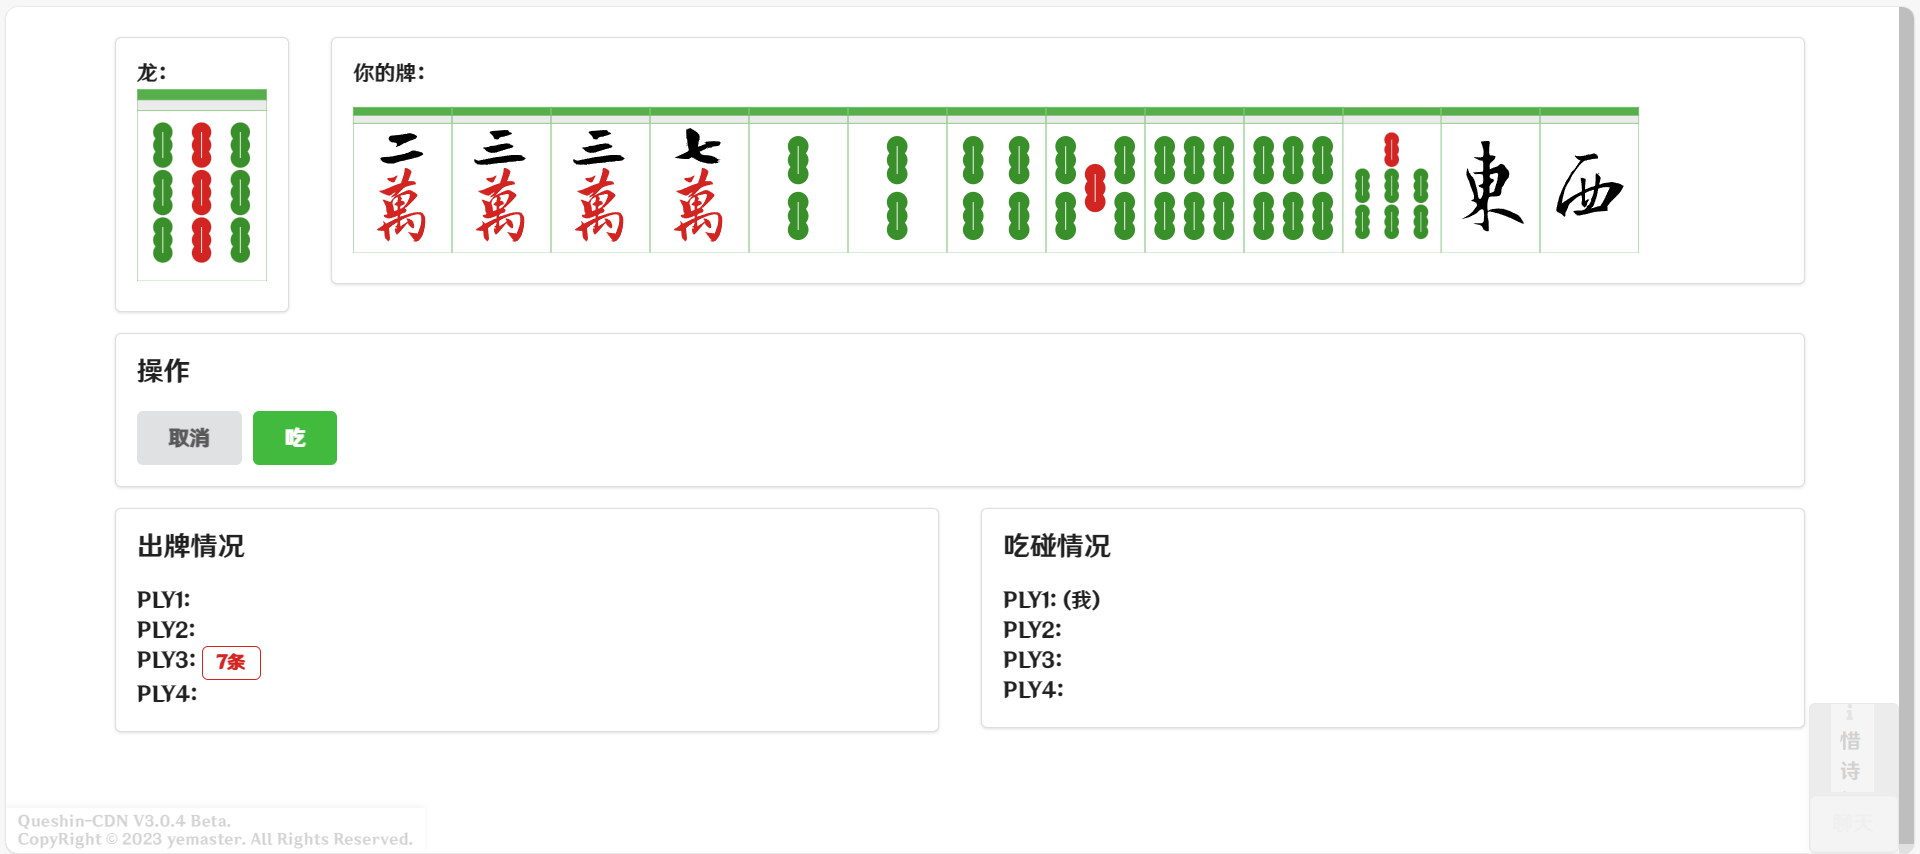 龙：
你的牌：
二萬 三萬 三萬 七萬 東 西
操作
取消 吃
出牌情况
PLY1:
PLY2:
PLY3: 7条
PLY4:
吃碰情况
PLY1: (我)
PLY2:
PLY3:
PLY4:
i
惜
诗
聊天
Queshin-CDN V3.0.4 Beta.
CopyRight © 2023 yemaster. All Rights Reserved.